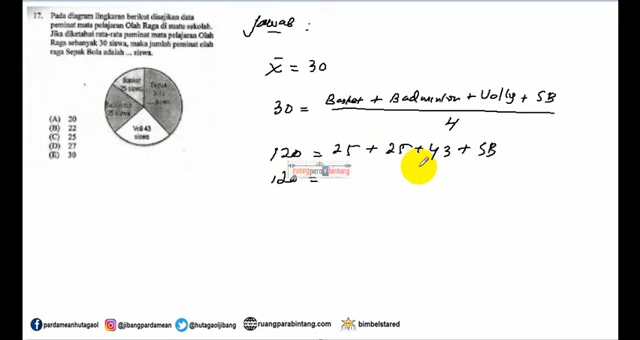 17. Pada diagram lingkaran berikut disajikan data
peminat mata pelajaran Olah Raga di suatu sekolah.
Jika diketahui rata-rata peminat mata pelajaran Olah
Raga sebanyak 30 siswa, maka jumlah peminat olah
raga Sepak Bola adalah ... siswa.
Basket
25 siswa
25 siswa
Voli 43
siswa
(A) 20
(B) 22
(C) 25
(D) 27
(E) 30
Jawab :
x̄ = 30
30 = Basket + Badminton + Volly + SB
4
120 = 25 + 25 + 43 + SB
120 =
ruangparabintang
pardameanhutagaol
@jibangpardamean
@hutagaoljibang
ruangparabintang.com
bimbelstared